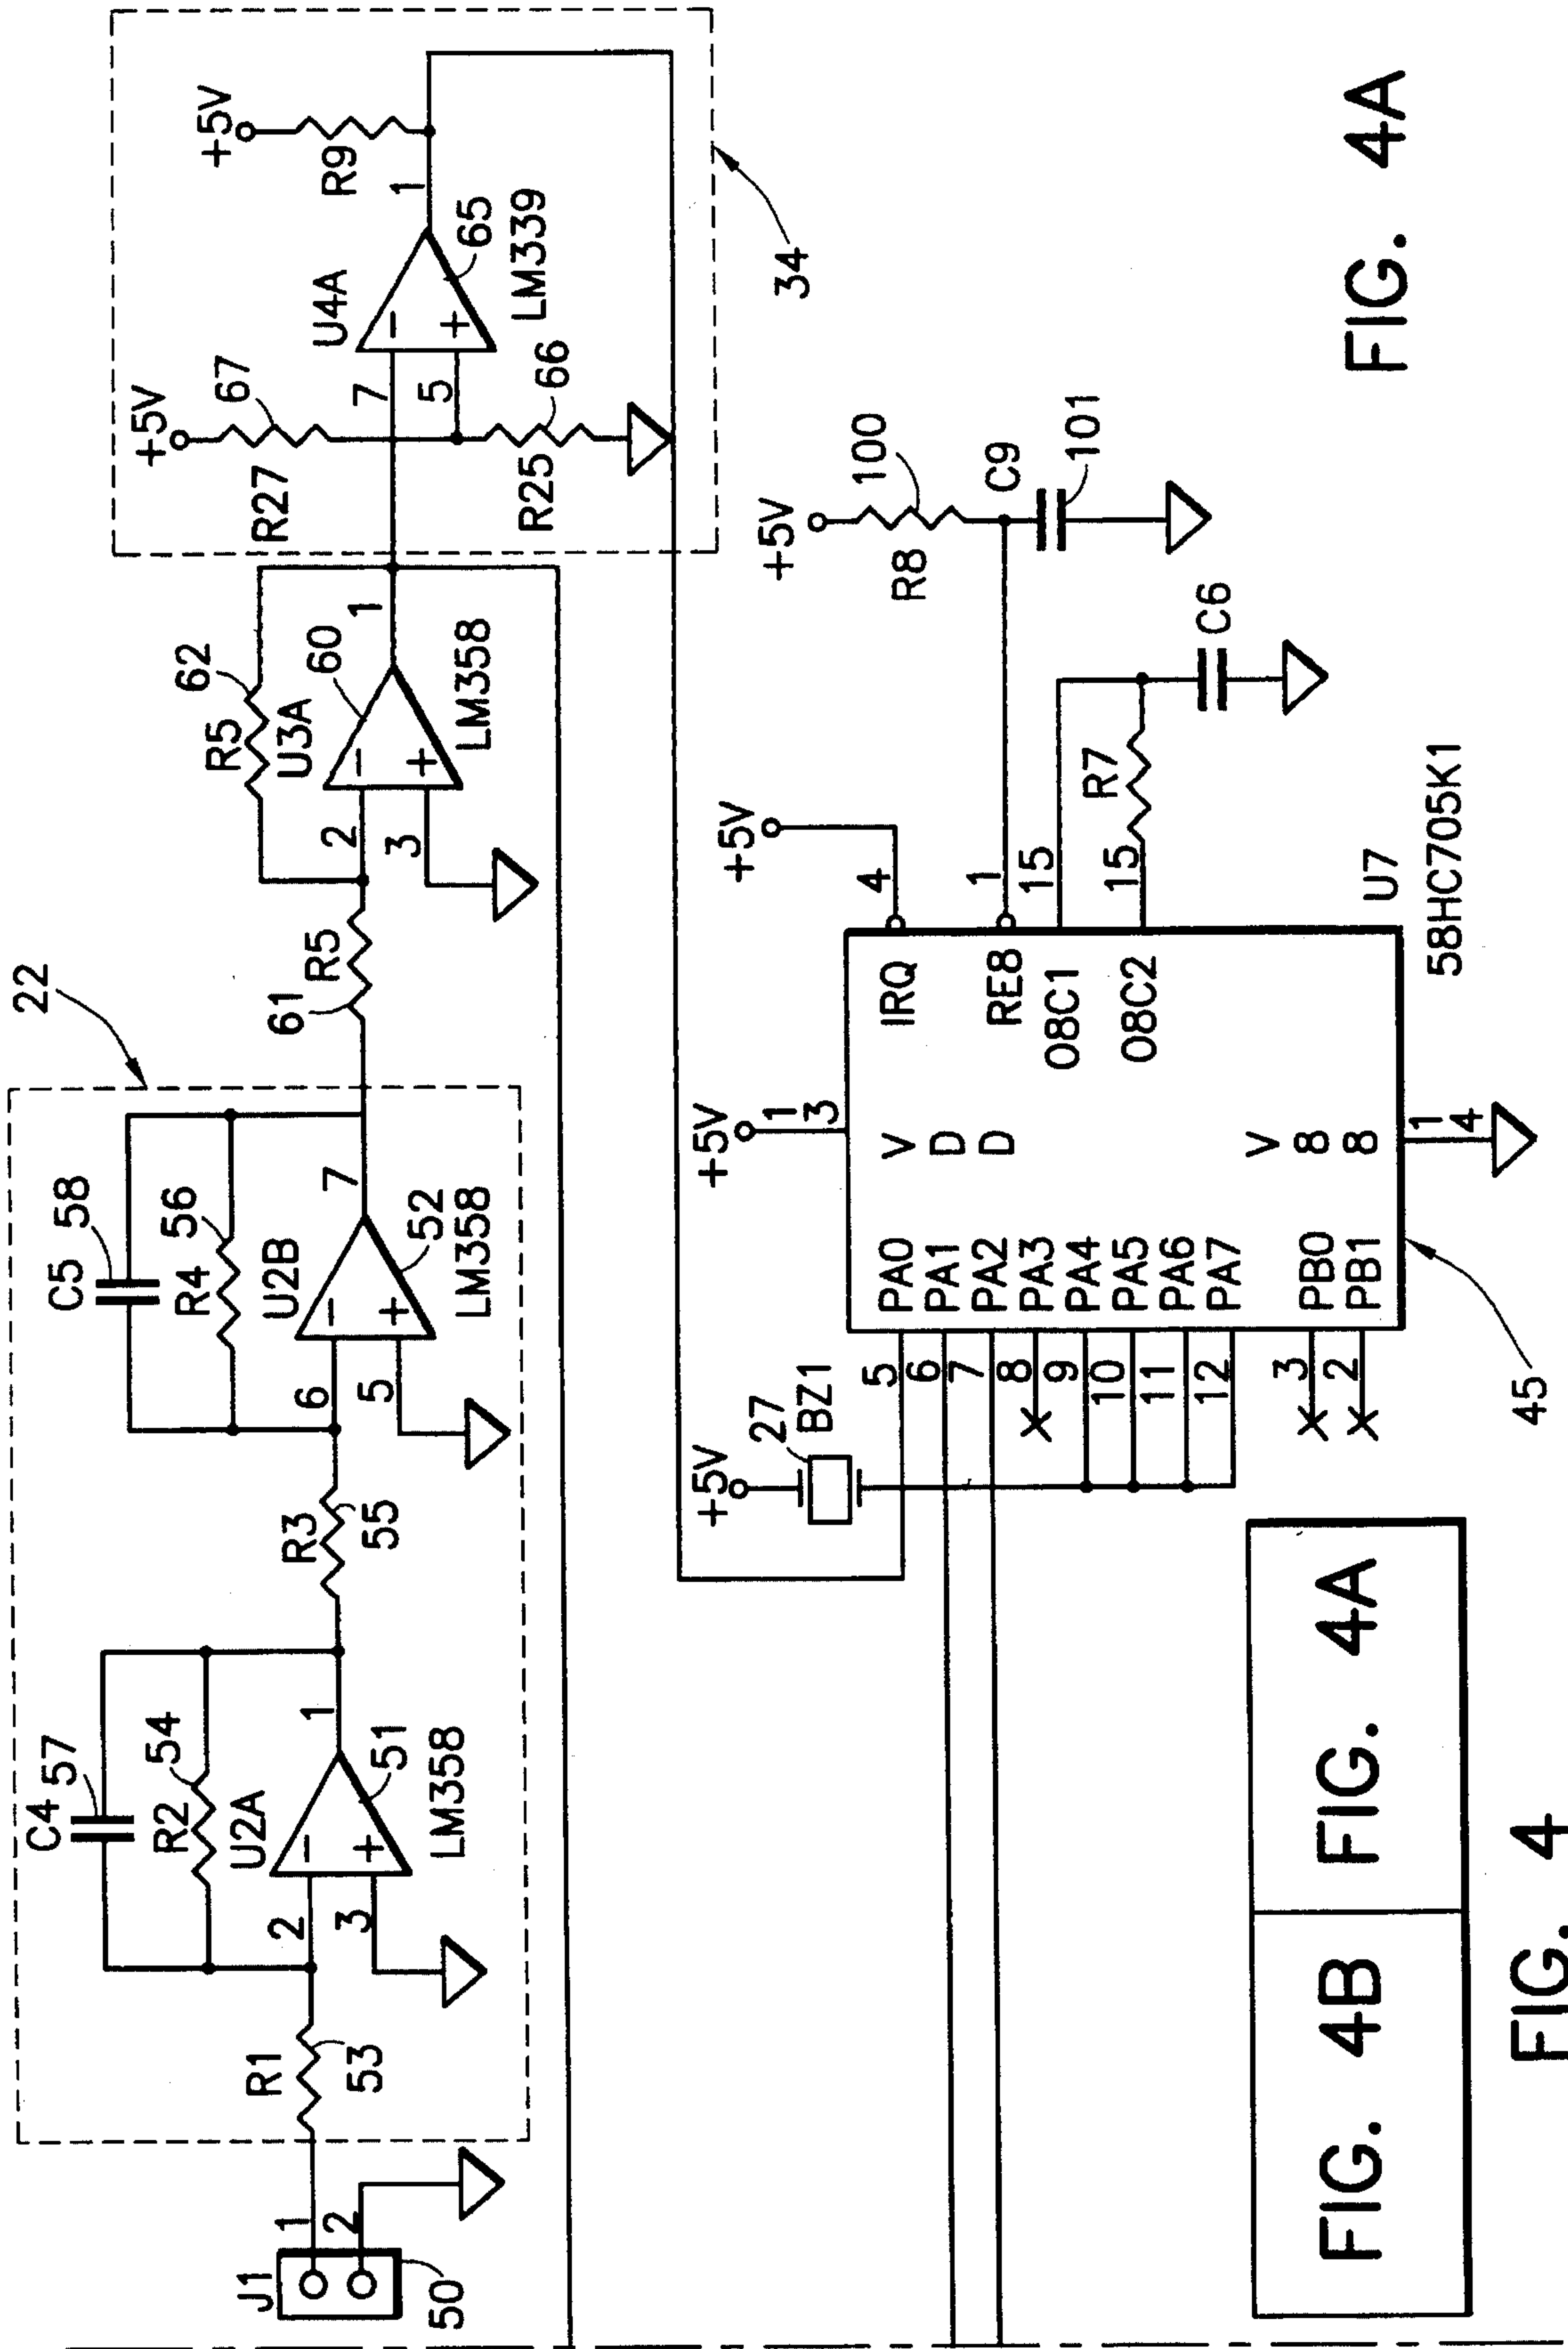 22
C4
57
C5
58
R2
54
R4
56
R5
62
+5V
+5V
67
R27
R9
U2A
U2B
U3A
60
U4A
J1
1
2
50
R1
53
2
3
−
+
1
51
LM358
R3
55
6
5
−
+
7
52
LM358
61
R5
2
3
−
+
1
LM358
7
5
−
+
1
65
LM339
R25
66
34
+5V
27
BZ1
+5V
1
3
+5V
4
+5V
100
R8
C9
101
1
15
15
R7
C6
5
6
7
8
9
10
11
12
3
2
PA0
PA1
PA2
PA3
PA4
PA5
PA6
PA7
PB0
PB1
V
D
D
V
8
8
IRQ
RE8
08C1
08C2
1
4
45
U7
58HC705K1
FIG. 4B
FIG. 4A
FIG. 4
FIG. 4A